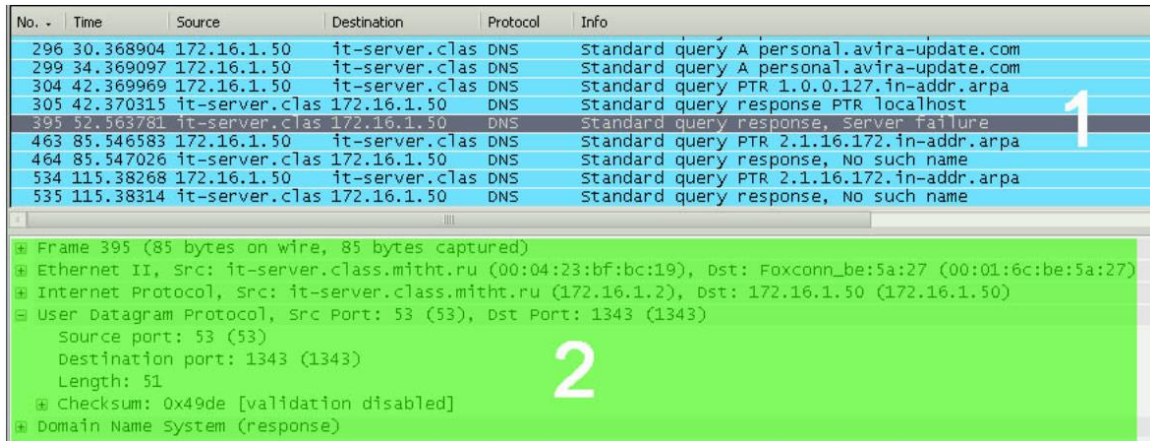 No. Time Source Destination Protocol Info
296 30.368904 172.16.1.50 it-server.clas DNS Standard query A personal.avira-update.com
299 34.369097 172.16.1.50 it-server.clas DNS Standard query A personal.avira-update.com
304 42.369969 172.16.1.50 it-server.clas DNS Standard query PTR 1.0.0.127.in-addr.arpa
305 42.370315 it-server.clas 172.16.1.50 DNS Standard query response PTR localhost
395 52.563781 it-server.clas 172.16.1.50 DNS Standard query response, Server failure
463 85.546583 172.16.1.50 it-server.clas DNS Standard query PTR 2.1.16.172.in-addr.arpa
464 85.547026 it-server.clas 172.16.1.50 DNS Standard query response, No such name
534 115.38268 172.16.1.50 it-server.clas DNS Standard query PTR 2.1.16.172.in-addr.arpa
535 115.38314 it-server.clas 172.16.1.50 DNS Standard query response, No such name
1
Frame 395 (85 bytes on wire, 85 bytes captured)
Ethernet II, Src: it-server.class.mitht.ru (00:04:23:bf:bc:19), Dst: Foxconn_be:5a:27 (00:01:6c:be:5a:27)
Internet Protocol, Src: it-server.class.mitht.ru (172.16.1.2), Dst: 172.16.1.50 (172.16.1.50)
User Datagram Protocol, Src Port: 53 (53), Dst Port: 1343 (1343)
Source port: 53 (53)
Destination port: 1343 (1343)
Length: 51
Checksum: 0x49de [validation disabled]
Domain Name System (response)
2